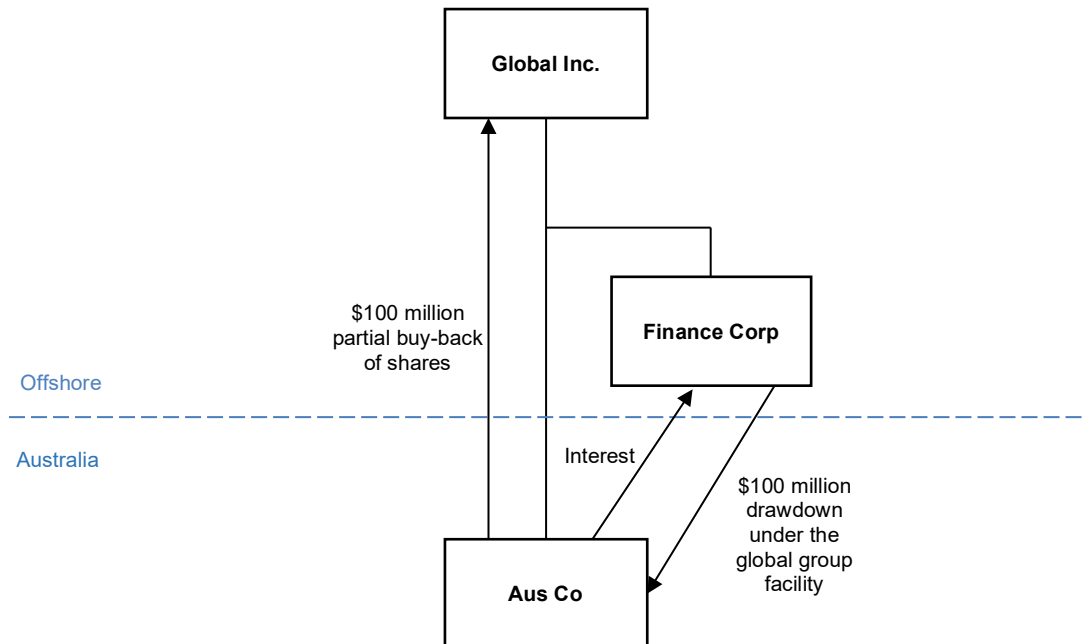 Global Inc.
$100 million
partial buy-back
of shares
Finance Corp
Offshore
Australia
Interest
$100 million
drawdown
under the
global group
facility
Aus Co